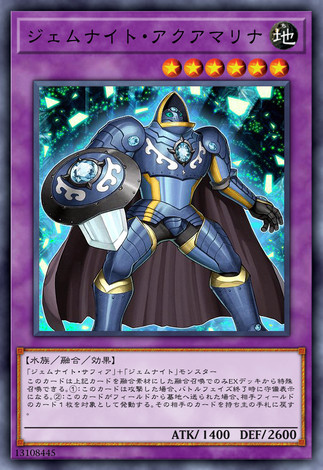 ジェムナイト・アクアマリナ
地
【水族/融合/効果】
「ジェムナイト・サフィア」+「ジェムナイト」モンスター
このカードは上記カードを融合素材にした融合召喚でのみEXデッキから特殊
召喚できる。①:このカードは攻撃した場合、バトルフェイズ終了時に守備表示
になる。②:このカードがフィールドから墓地へ送られた場合、相手フィールド
のカード1枚を対象として発動する。その相手のカードを持ち主の手札に戻す
。
ATK/1400 DEF/2600
13108445